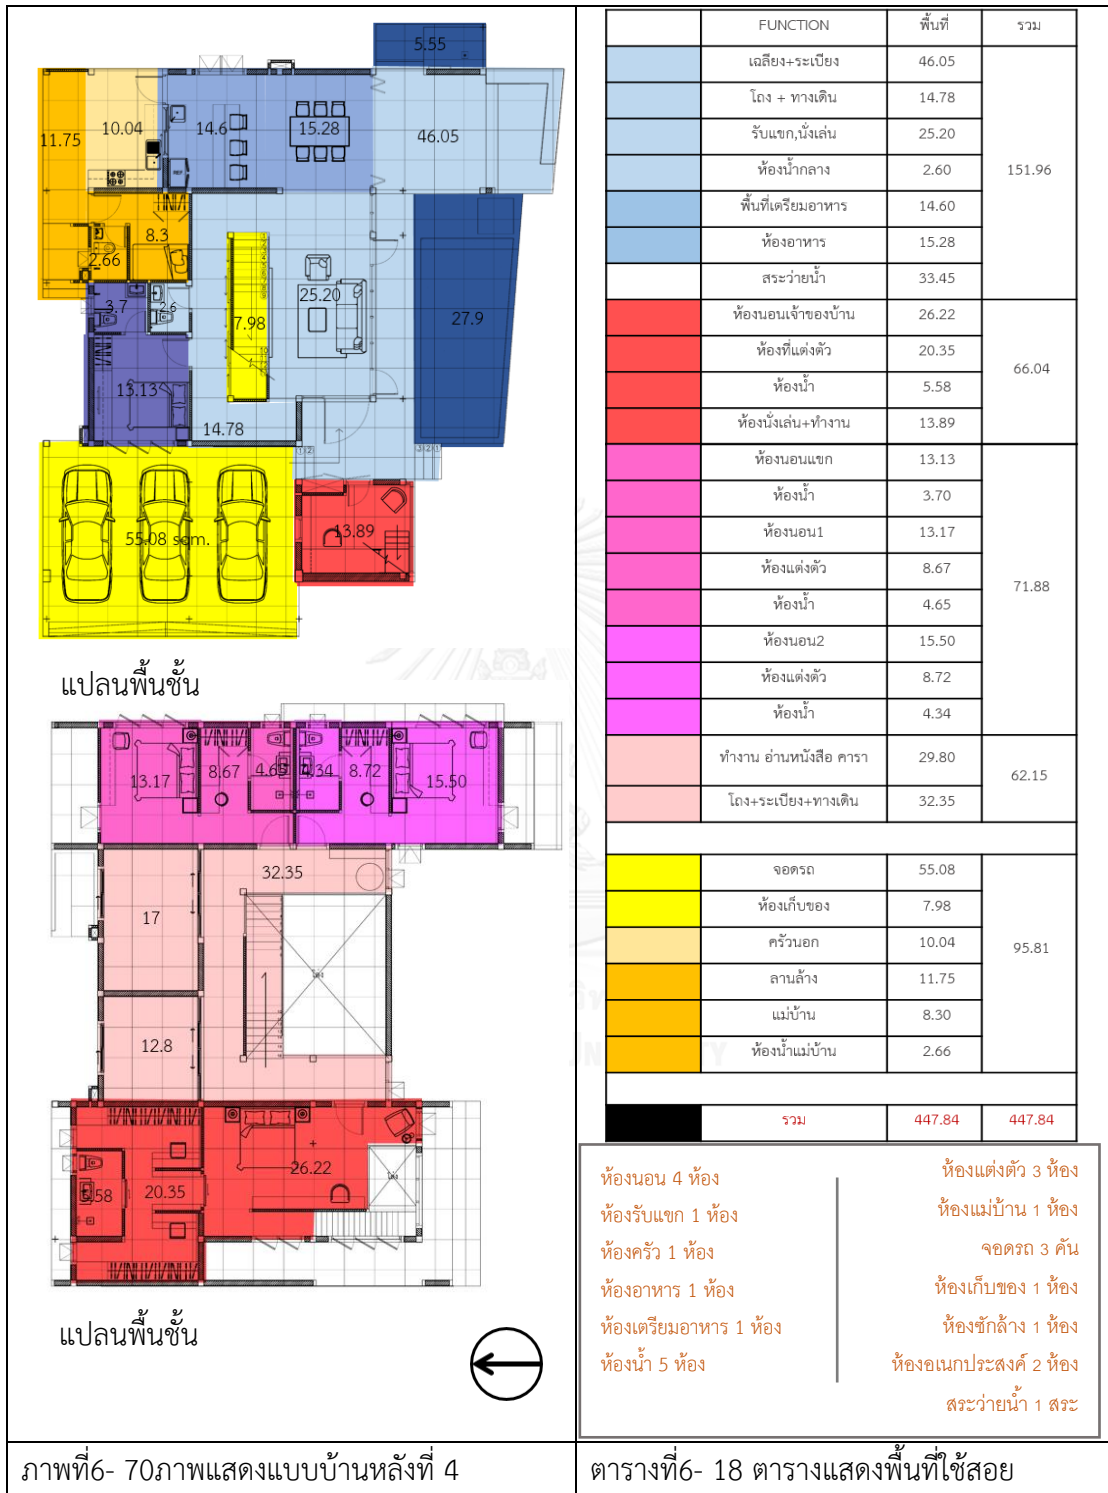 5.55
11.75
10.04
14.6
15.28
46.05
REF
8.3
2.66
3.7
2.6
25.20
7.98
27.9
13.13
14.78
55.08 sqm.
13.89
แปลนพื้นชั้น
13.17
8.67
4.65
4.34
8.72
15.50
32.35
17
12.8
26.22
5.58
20.35
แปลนพื้นชั้น
ภาพที่6- 70ภาพแสดงแบบบ้านหลังที่ 4
FUNCTION พื้นที่ รวม
เฉลียง+ระเบียง 46.05
โถง + ทางเดิน 14.78
รับแขก,นั่งเล่น 25.20
ห้องน้ำกลาง 2.60 151.96
พื้นที่เตรียมอาหาร 14.60
ห้องอาหาร 15.28
สระว่ายน้ำ 33.45
ห้องนอนเจ้าของบ้าน 26.22
ห้องที่แต่งตัว 20.35 66.04
ห้องน้ำ 5.58
ห้องนั่งเล่น+ทำงาน 13.89
ห้องนอนแขก 13.13
ห้องน้ำ 3.70
ห้องนอน1 13.17
ห้องแต่งตัว 8.67 71.88
ห้องน้ำ 4.65
ห้องนอน2 15.50
ห้องแต่งตัว 8.72
ห้องน้ำ 4.34
ทำงาน อ่านหนังสือ คารา 29.80 62.15
โถง+ระเบียง+ทางเดิน 32.35
จอดรถ 55.08
ห้องเก็บของ 7.98
ครัวนอก 10.04 95.81
ลานล้าง 11.75
แม่บ้าน 8.30
ห้องน้ำแม่บ้าน 2.66
รวม 447.84 447.84
ห้องนอน 4 ห้อง
ห้องรับแขก 1 ห้อง
ห้องครัว 1 ห้อง
ห้องอาหาร 1 ห้อง
ห้องเตรียมอาหาร 1 ห้อง
ห้องน้ำ 5 ห้อง
ห้องแต่งตัว 3 ห้อง
ห้องแม่บ้าน 1 ห้อง
จอดรถ 3 คัน
ห้องเก็บของ 1 ห้อง
ห้องซักล้าง 1 ห้อง
ห้องอเนกประสงค์ 2 ห้อง
สระว่ายน้ำ 1 สระ
ตารางที่6- 18 ตารางแสดงพื้นที่ใช้สอย